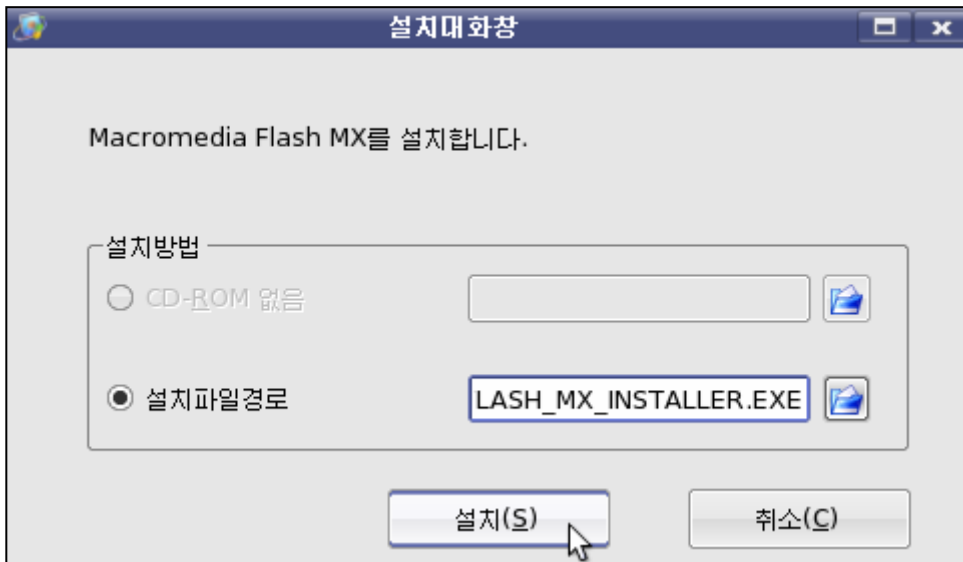 설치대화창
Macromedia Flash MX를 설치합니다.
설치방법
CD-ROM 없음
설치파일경로 LASH_MX_INSTALLER.EXE
설치(S) 취소(C)